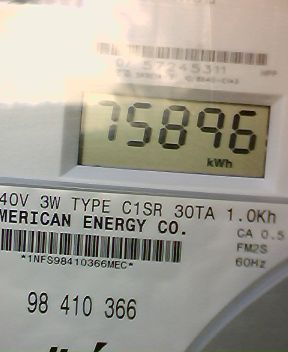 57245311
75896
kWh
40V 3W TYPE C1SR 30TA 1.0Kh
MERICAN ENERGY CO.
CA 0.5
FM2S
60Hz
*1NFS98410366MEC*
98 410 366